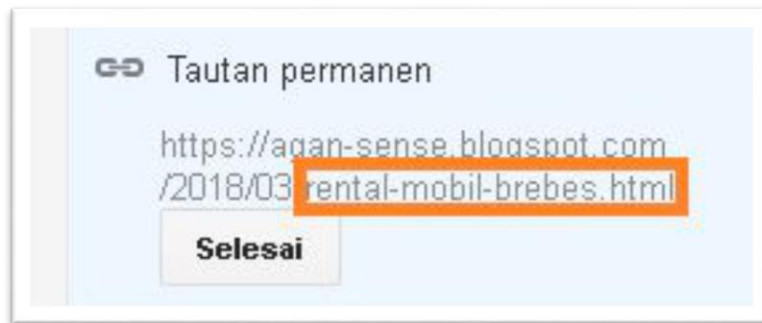 Tautan permanen
https://agan-sense.blogspot.com
/2018/03/rental-mobil-brebes.html
Selesai